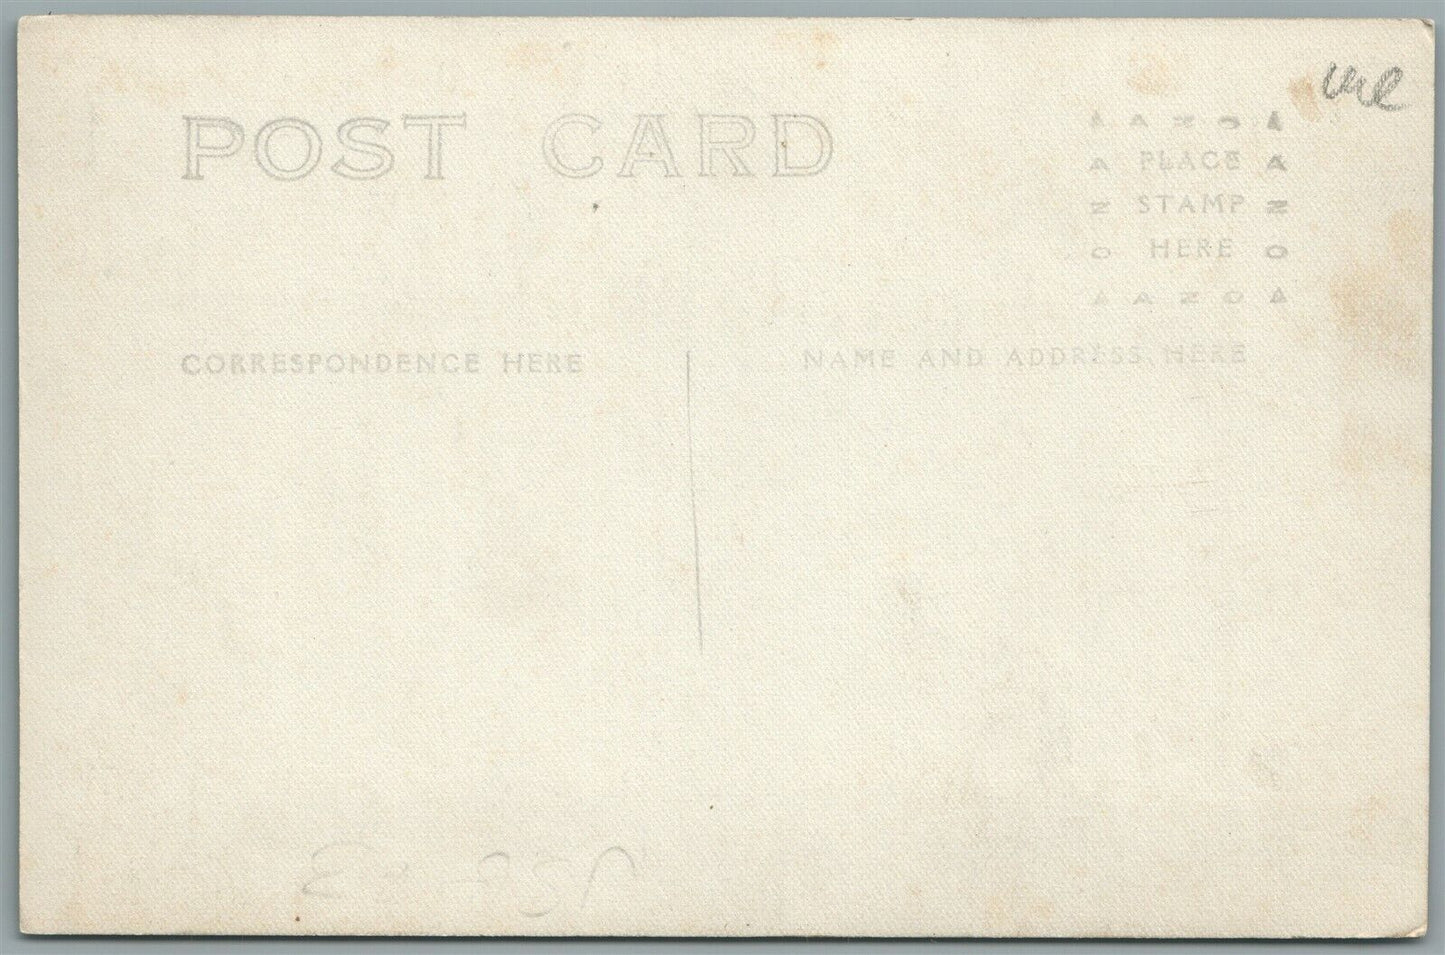 POST CARD
AZO
A PLACE A
Z STAMP Z
O HERE O
AZO
CORRESPONDENCE HERE
NAME AND ADDRESS HERE